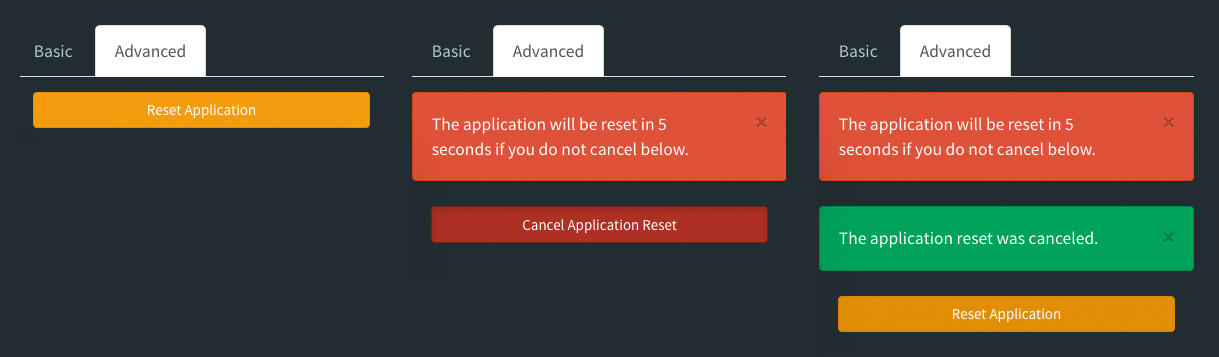 Basic Advanced
Reset Application
Basic Advanced
The application will be reset in 5 ×
seconds if you do not cancel below.
Cancel Application Reset
Basic Advanced
The application will be reset in 5 ×
seconds if you do not cancel below.
The application reset was canceled. ×
Reset Application